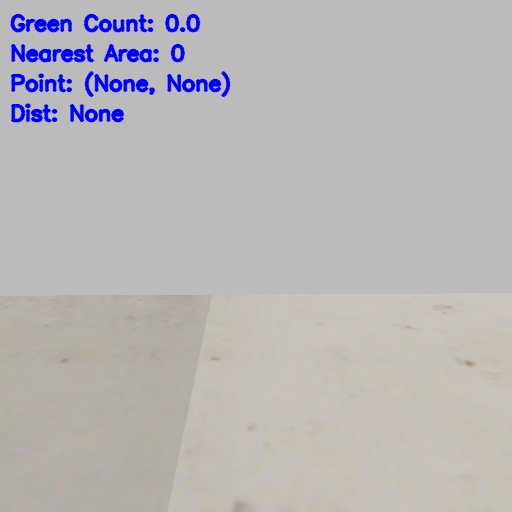 Green Count: 0.0
Nearest Area: 0
Point: (None, None)
Dist: None